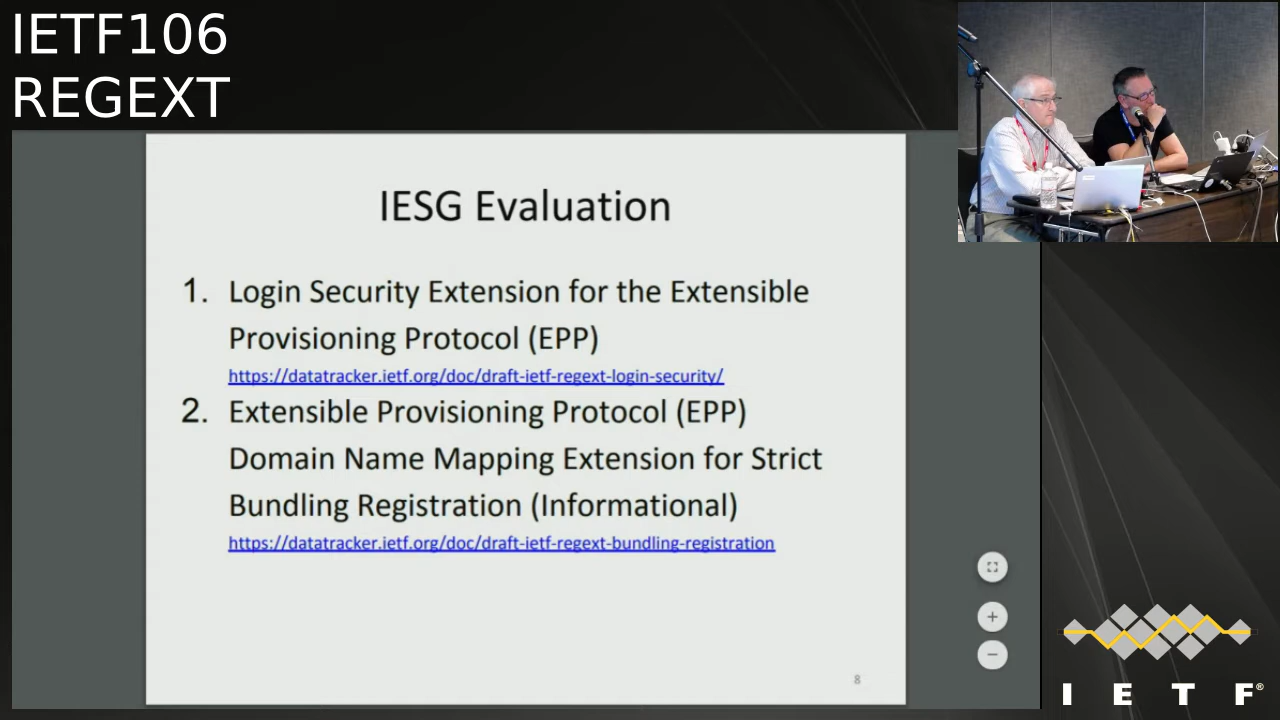 IETF106
REGEXT
IESG Evaluation
1. Login Security Extension for the Extensible
Provisioning Protocol (EPP)
https://datatracker.ietf.org/doc/draft-ietf-regext-login-security/
2. Extensible Provisioning Protocol (EPP)
Domain Name Mapping Extension for Strict
Bundling Registration (Informational)
https://datatracker.ietf.org/doc/draft-ietf-regext-bundling-registration
8
I E T F®